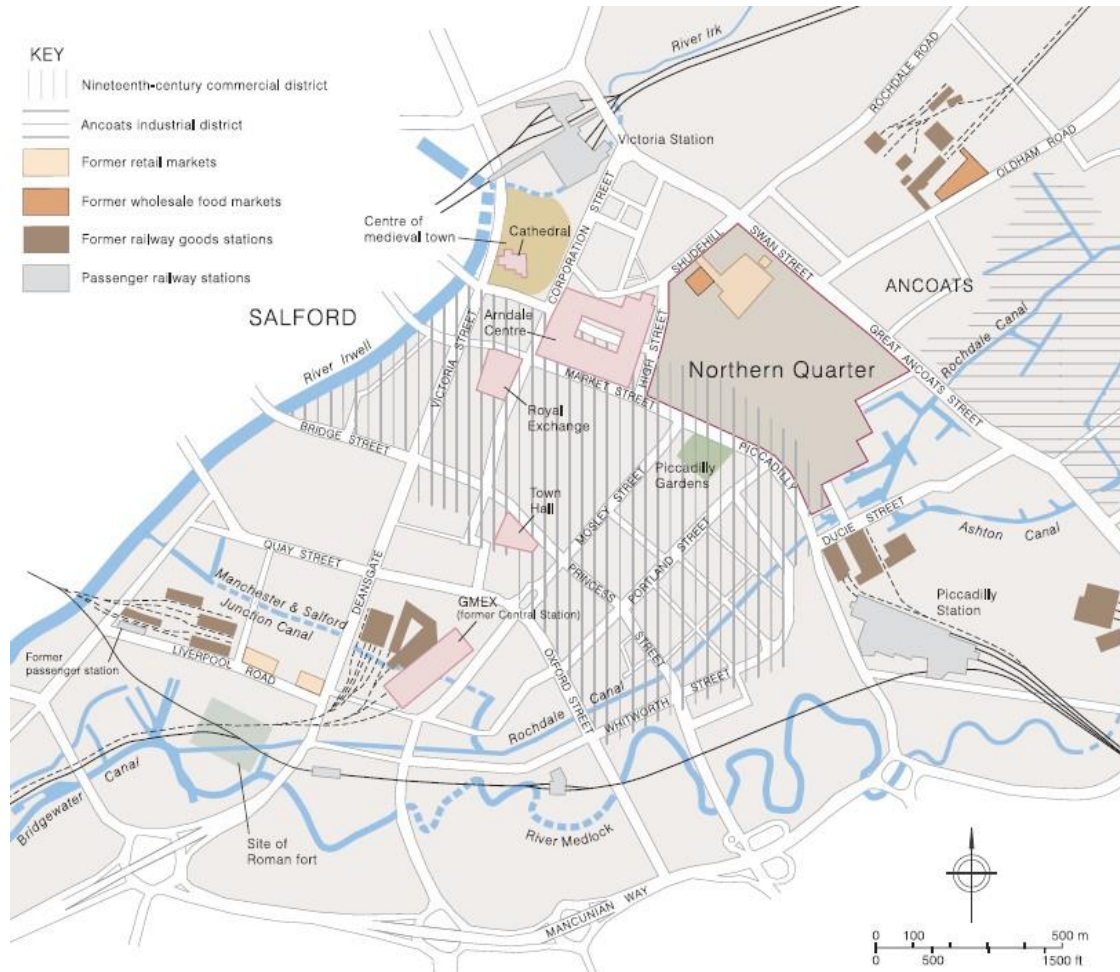 KEY
Nineteenth-century commercial district
Ancoats industrial district
Former retail markets
Former wholesale food markets
Former railway goods stations
Passenger railway stations
River Irk
ROCHDALE ROAD
OLDHAM ROAD
Victoria Station
Centre of
medieval town
Cathedral
CORPORATION STREET
SHUDEHILL
SWAN STREET
ANCOATS
SALFORD
River Irwell
VICTORIA STREET
Arndale
Centre
HIGH STREET
Northern Quarter
GREAT ANCOATS STREET
Rochdale Canal
MARKET STREET
Royal
Exchange
BRIDGE STREET
Piccadilly
Gardens
PICCADILLY
Town
Hall
MOSLEY STREET
DUCIE STREET
Ashton Canal
QUAY STREET
DEANSGATE
PRINCESS STREET
PORTLAND STREET
Manchester & Salford
Junction Canal
GMEX
(former Central Station)
Piccadilly
Station
Former
passenger station
LIVERPOOL ROAD
OXFORD STREET
Rochdale Canal
WHITWORTH STREET
Bridgewater Canal
Site of
Roman fort
River Medlock
MANCUNIAN WAY
0 100 500 m
0 500 1500 ft